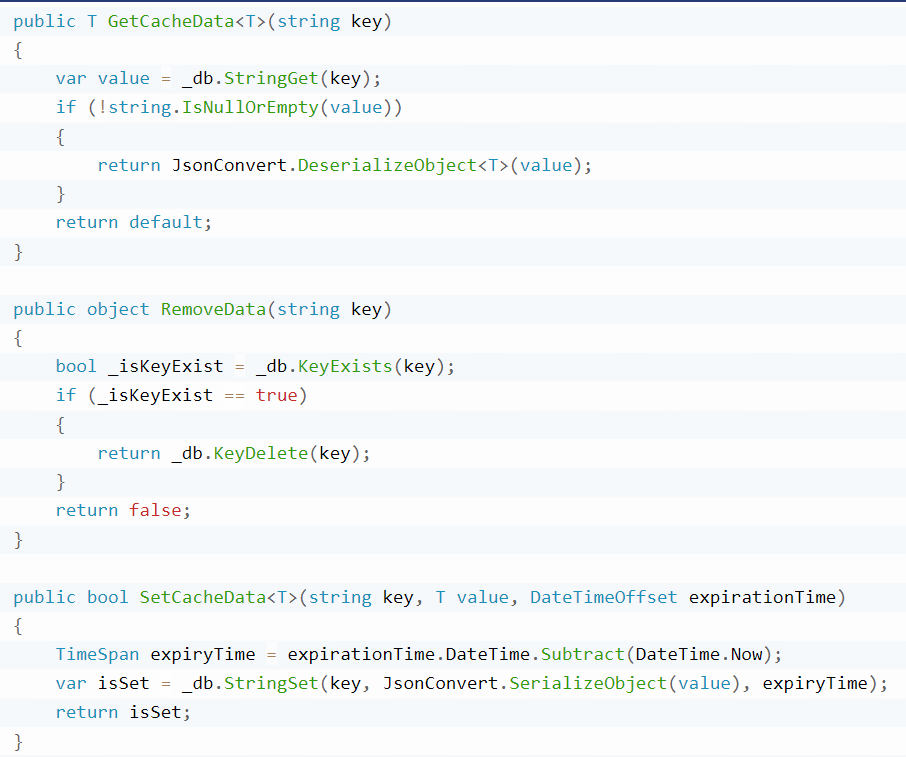 public T GetCacheData<T>(string key)
{
    var value = _db.StringGet(key);
    if (!string.IsNullOrEmpty(value))
    {
        return JsonConvert.DeserializeObject<T>(value);
    }
    return default;
}

public object RemoveData(string key)
{
    bool _isKeyExist = _db.KeyExists(key);
    if (_isKeyExist == true)
    {
        return _db.KeyDelete(key);
    }
    return false;
}

public bool SetCacheData<T>(string key, T value, DateTimeOffset expirationTime)
{
    TimeSpan expiryTime = expirationTime.DateTime.Subtract(DateTime.Now);
    var isSet = _db.StringSet(key, JsonConvert.SerializeObject(value), expiryTime);
    return isSet;
}